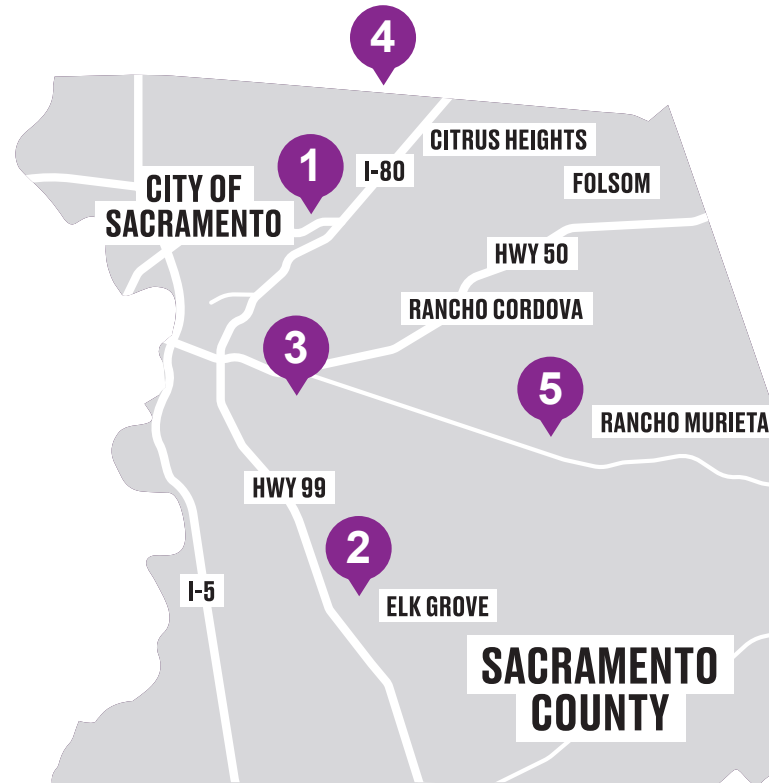 4
CITRUS HEIGHTS
1
I-80
FOLSOM
CITY OF
SACRAMENTO
HWY 50
RANCHO CORDOVA
3
5
RANCHO MURIETA
HWY 99
2
I-5
ELK GROVE
SACRAMENTO
COUNTY